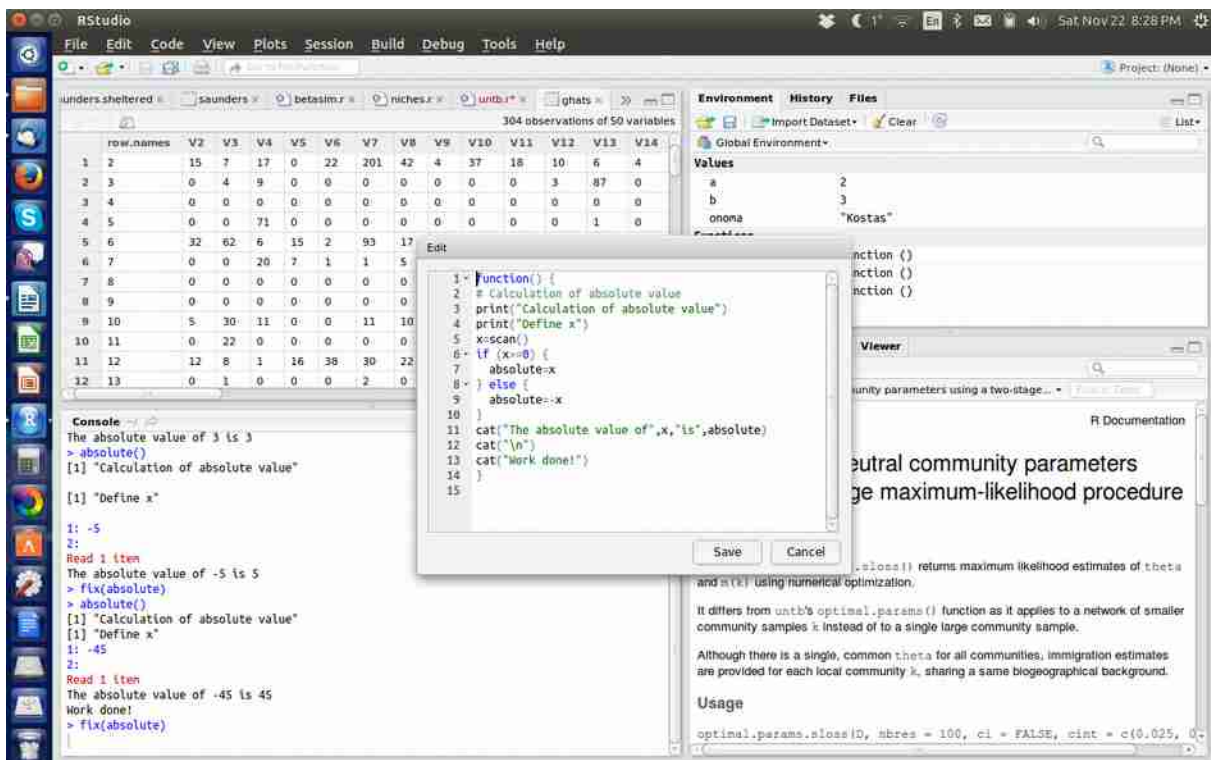 RStudio
En
Sat Nov 22 8:28 PM
File Edit Code View Plots Session Build Debug Tools Help
Project: (None)
unders.sheltered saunders betasim.r niches.r untb.r* ghats
304 observations of 50 variables
row.names V2 V3 V4 V5 V6 V7 V8 V9 V10 V11 V12 V13 V14
1 2 15 7 17 0 22 201 42 4 37 18 10 6 4
2 3 0 4 9 0 0 0 0 0 0 0 3 87 0
3 4 0 0 0 0 0 0 0 0 0 0 0 0 0
4 5 0 0 71 0 0 0 0 0 0 0 0 1 0
5 6 32 62 6 15 2 93 17
6 7 0 0 20 7 1 1 5
7 8 0 0 0 0 0 0 0
8 9 0 0 0 0 0 0 0
9 10 5 30 11 0 0 11 10
10 11 0 22 0 0 0 0 0
11 12 12 8 1 16 38 30 22
12 13 0 1 0 0 0 2 0
Console
The absolute value of 3 is 3
> absolute()
[1] "Calculation of absolute value"
[1] "Define x"
1: -5
2:
Read 1 item
The absolute value of -5 is 5
> fix(absolute)
> absolute()
[1] "Calculation of absolute value"
[1] "Define x"
1: -45
2:
Read 1 item
The absolute value of -45 is 45
Work done!
> fix(absolute)
Edit
1 function() {
2 # Calculation of absolute value
3 print("Calculation of absolute value")
4 print("Define x")
5 x=scan()
6 if (x>=0) {
7 absolute=x
8 } else {
9 absolute=-x
10 }
11 cat("The absolute value of",x,"is",absolute)
12 cat("\n")
13 cat("Work done!")
14 }
15
Save Cancel
Environment History Files
Import Dataset Clear List
Global Environment
Values
a 2
b 3
onoma "Kostas"
nction ()
nction ()
nction ()
Viewer
unity parameters using a two-stage...
R Documentation
eutral community parameters
ge maximum-likelihood procedure
.sloss() returns maximum likelihood estimates of theta
and m(k) using numerical optimization.
It differs from untb's optimal.params() function as it applies to a network of smaller
community samples k instead of to a single large community sample.
Although there is a single, common theta for all communities, immigration estimates
are provided for each local community k, sharing a same biogeographical background.
Usage
optimal.params.sloss(D, nbres = 100, ci = FALSE, cint = c(0.025, 0.